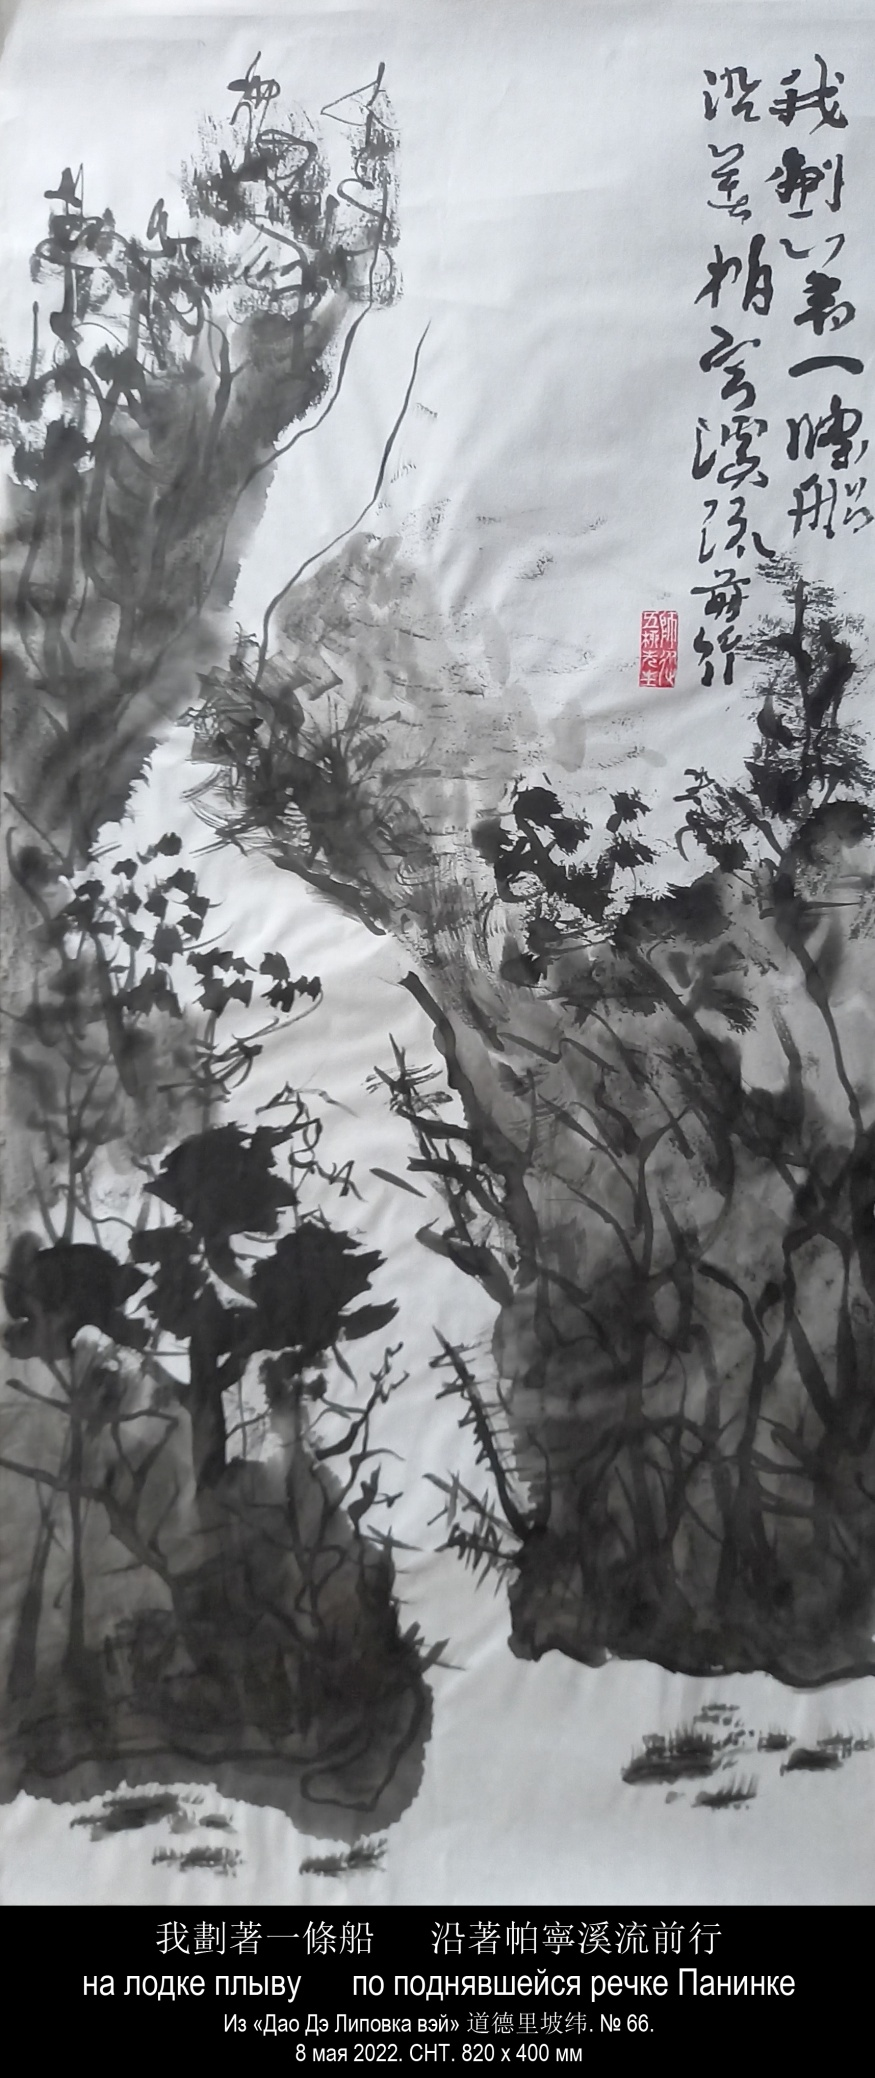 我劃著一條船
沿著帕寧溪流前行
我劃著一條船 沿著帕寧溪流前行
на лодке плыву по поднявшейся речке Панинке
Из «Дао Дэ Липовка вэй» 道德里坡纬. № 66.
8 мая 2022. СНТ. 820 х 400 мм